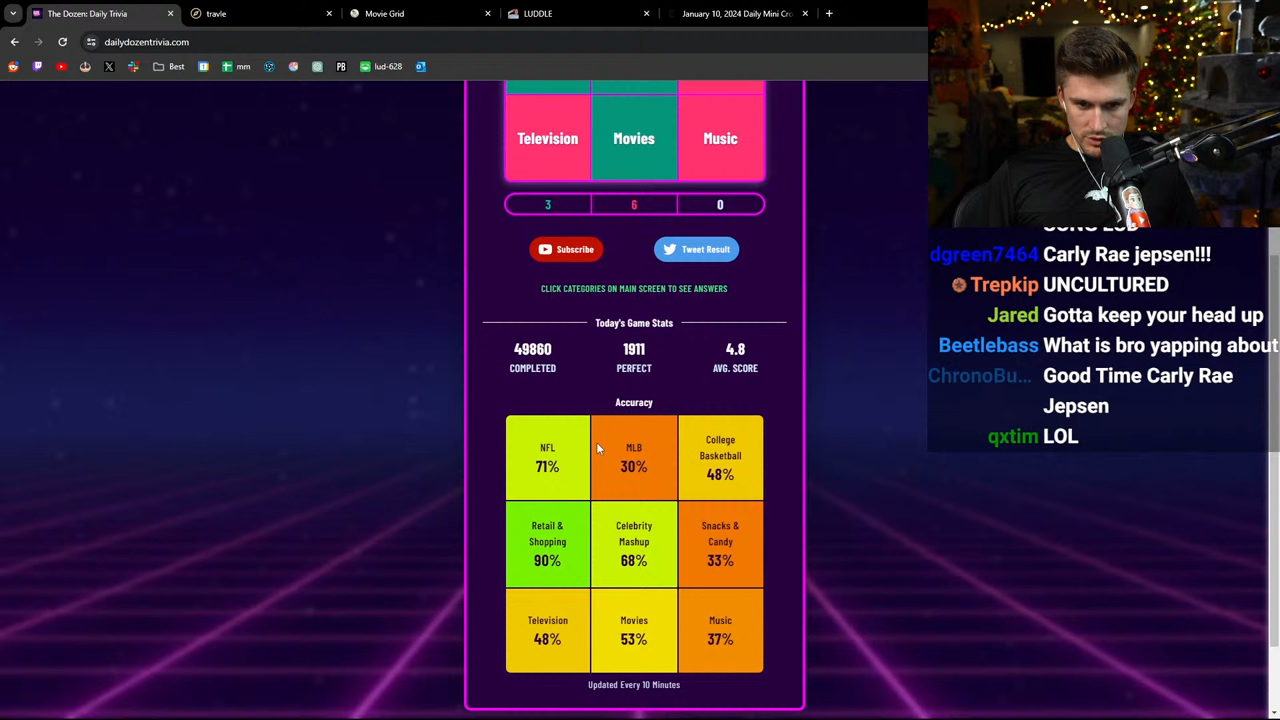 The Dozen: Daily Trivia
travle
Movie Grid
LUDDLE
January 10, 2024 Daily Mini Cro
dailydozentrivia.com
Best
mm
lud-628
Television
Movies
Music
3
6
0
Subscribe
Tweet Result
CLICK CATEGORIES ON MAIN SCREEN TO SEE ANSWERS
Today's Game Stats
49860
1911
4.8
COMPLETED
PERFECT
AVG. SCORE
Accuracy
NFL
71%
MLB
30%
College
Basketball
48%
Retail &
Shopping
90%
Celebrity
Mashup
68%
Snacks &
Candy
33%
Television
48%
Movies
53%
Music
37%
Updated Every 10 Minutes
dgreen7464 Carly Rae jepsen!!!
Trepkip UNCULTURED
Jared Gotta keep your head up
Beetlebass What is bro yapping about
ChronoBu... Good Time Carly Rae
Jepsen
qxtim LOL